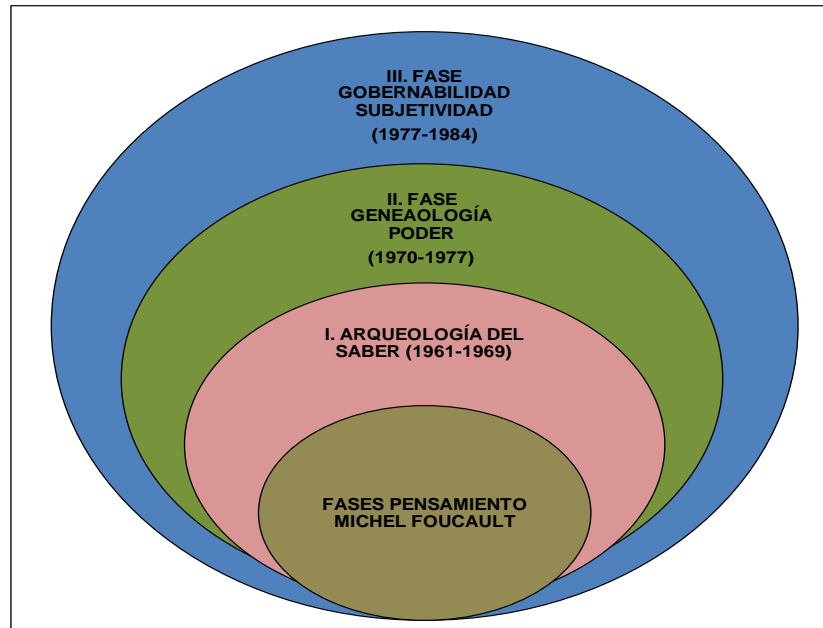 III. FASE
GOBERNABILIDAD
SUBJETIVIDAD
(1977-1984)
II. FASE
GENEAOLOGÍA
PODER
(1970-1977)
I. ARQUEOLOGÍA DEL
SABER (1961-1969)
FASES PENSAMIENTO
MICHEL FOUCAULT